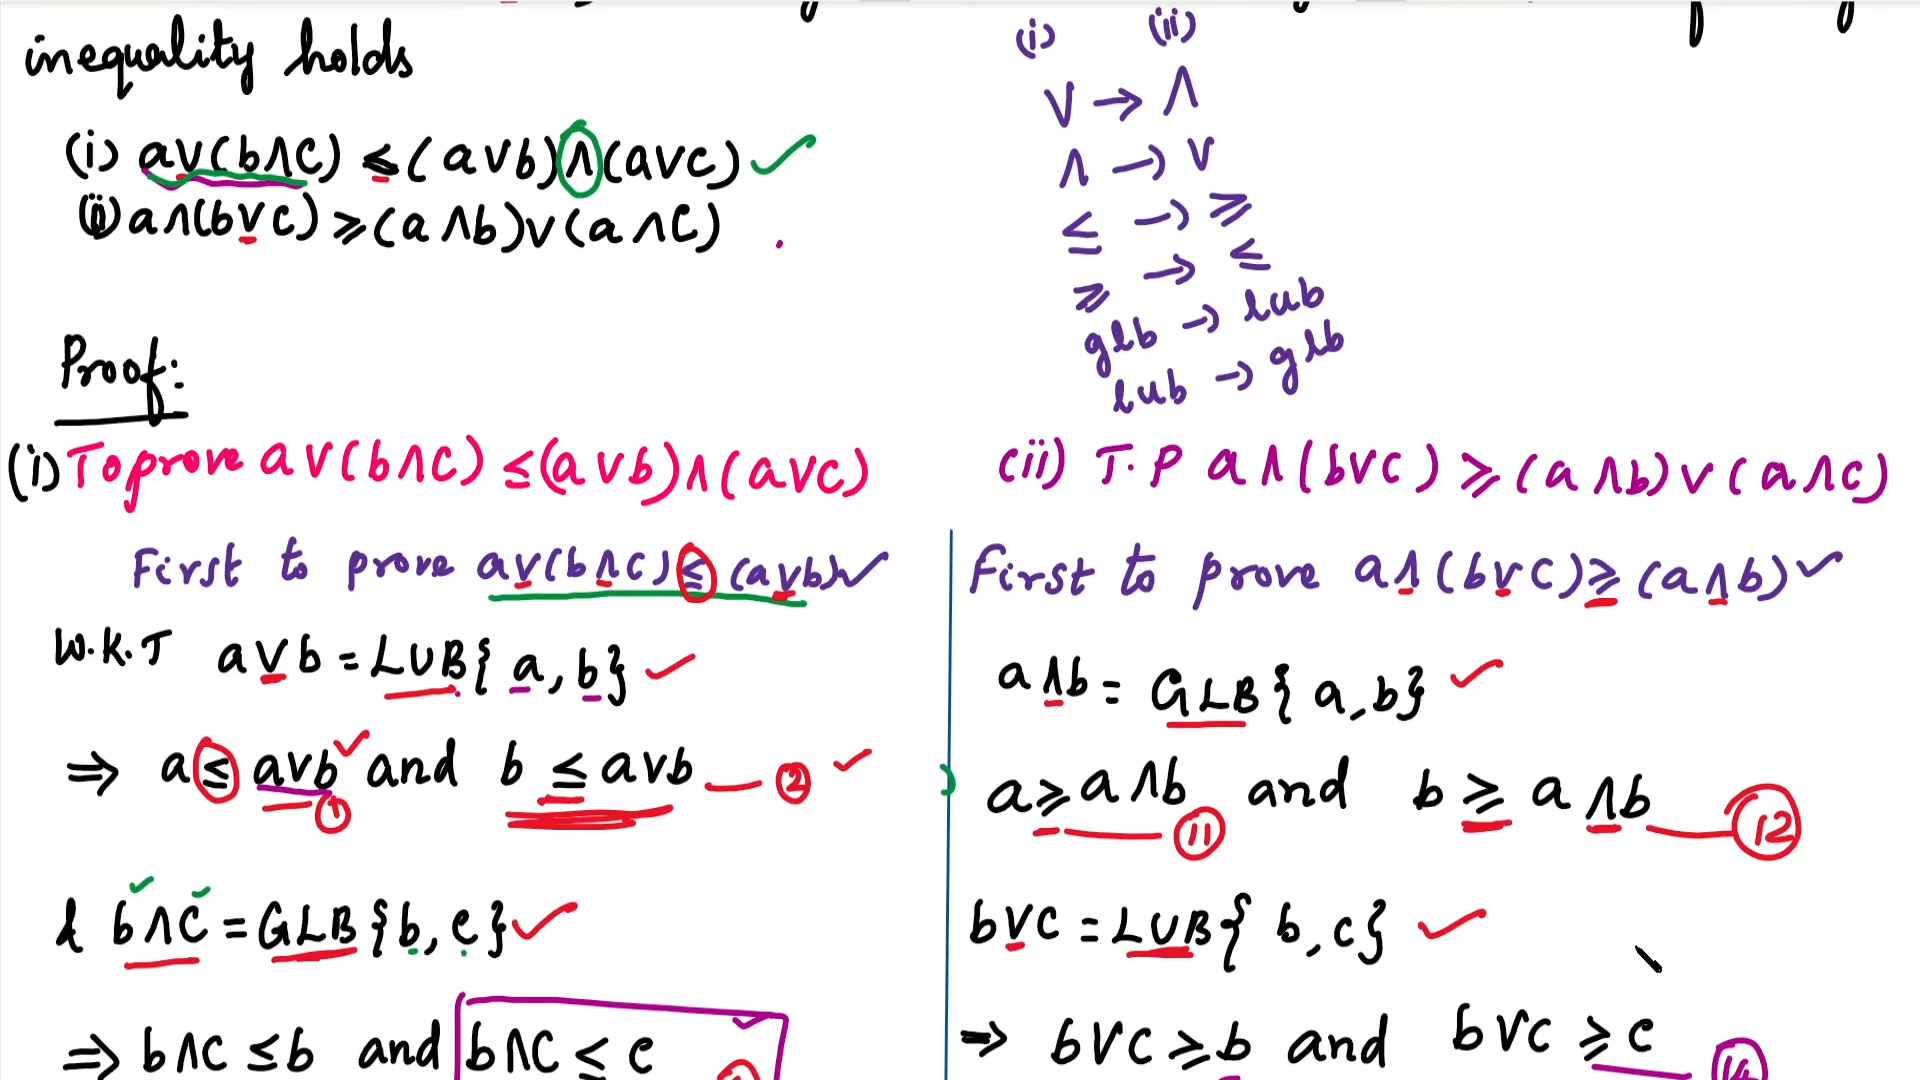 inequality holds
(i) a∨(b∧c) ≤ (a∨b)∧(a∨c)
(ii) a∧(b∨c) ≥ (a∧b)∨(a∧c)
(i) (ii)
∨ → ∧
∧ → ∨
≤ → ≥
≥ → ≤
glb → lub
lub → glb
Proof:
(i) To prove a∨(b∧c) ≤ (a∨b)∧(a∨c)
First to prove a∨(b∧c) ≤ (a∨b)
W.K.T a∨b = LUB{a, b}
⇒ a ≤ a∨b and b ≤ a∨b — ②
& b∧c = GLB{b, c}
⇒ b∧c ≤ b and b∧c ≤ c
(ii) T.P a∧(b∨c) ≥ (a∧b)∨(a∧c)
First to prove a∧(b∨c) ≥ (a∧b)
a∧b = GLB{a, b}
a ≥ a∧b — ⑪ and b ≥ a∧b — ⑫
b∨c = LUB{b, c}
⇒ b∨c ≥ b and b∨c ≥ c — ⑭